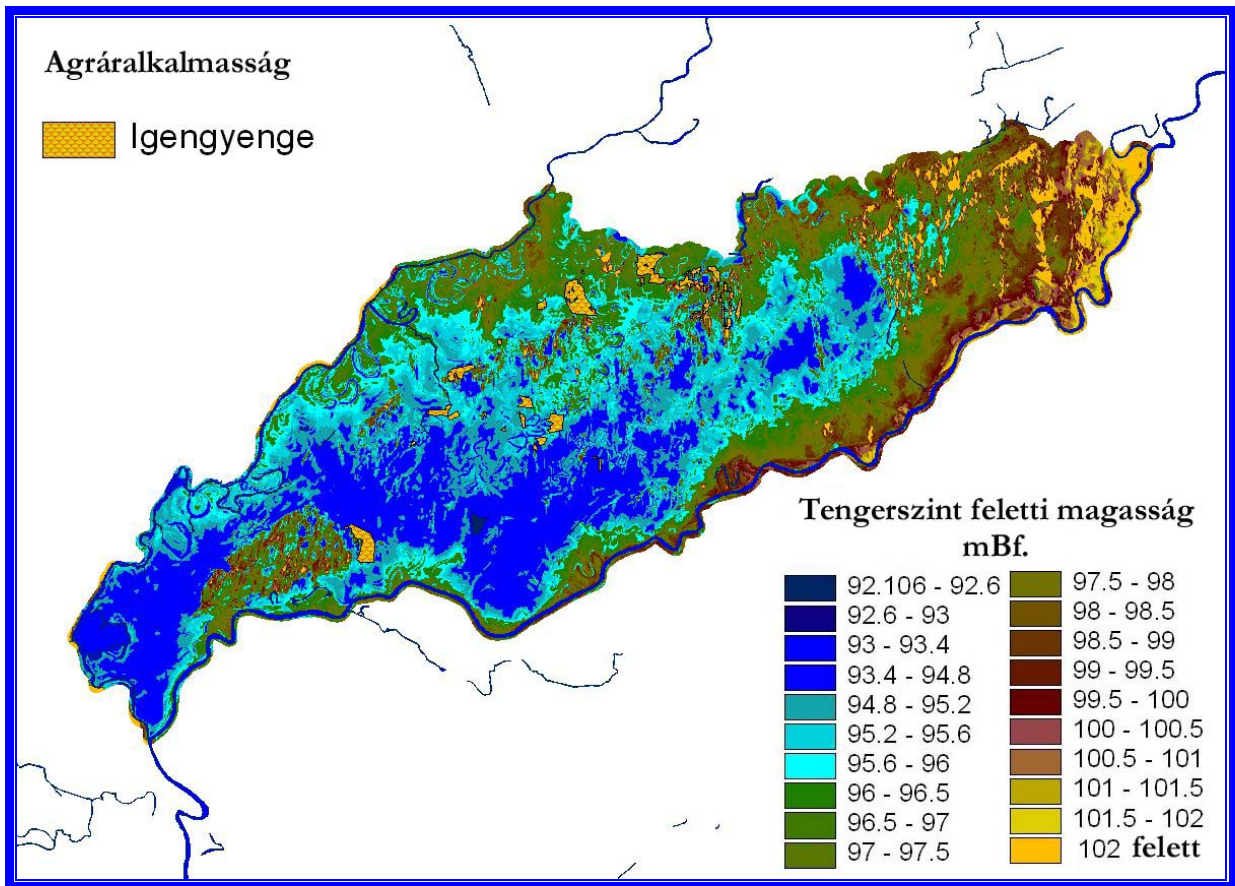 Agráralkalmasság
Igengyenge
Tengerszint feletti magasság
mBf.
92.106 - 92.6
92.6 - 93
93 - 93.4
93.4 - 94.8
94.8 - 95.2
95.2 - 95.6
95.6 - 96
96 - 96.5
96.5 - 97
97 - 97.5
97.5 - 98
98 - 98.5
98.5 - 99
99 - 99.5
99.5 - 100
100 - 100.5
100.5 - 101
101 - 101.5
101.5 - 102
102 felett